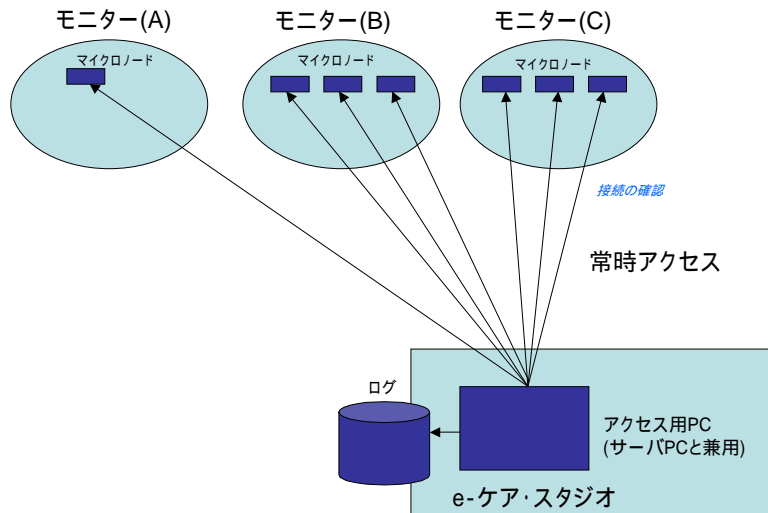 モニター(A)
モニター(B)
モニター(C)
マイクロノード
マイクロノード
マイクロノード
接続の確認
常時アクセス
ログ
アクセス用PC
(サーバPCと兼用)
e-ケア・スタジオ